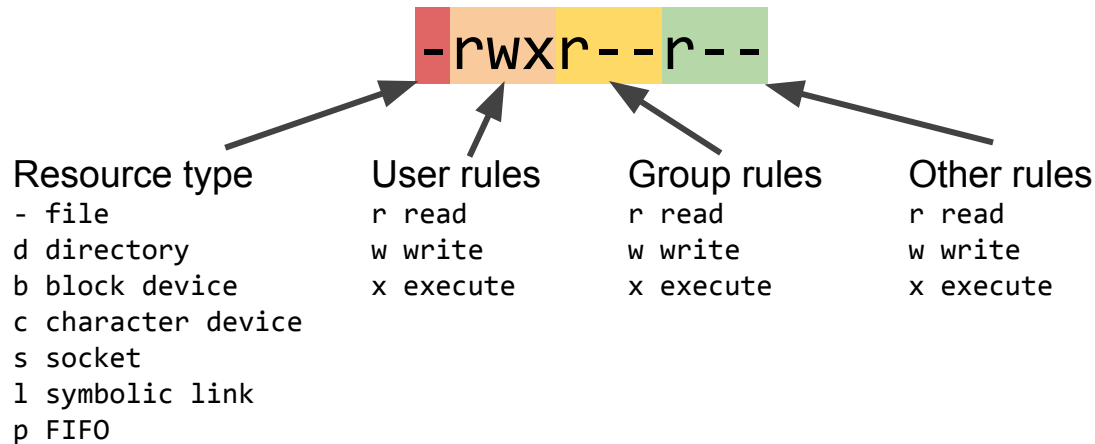 -rwxr--r--
Resource type
- file
d directory
b block device
c character device
s socket
l symbolic link
p FIFO
User rules
r read
w write
x execute
Group rules
r read
w write
x execute
Other rules
r read
w write
x execute